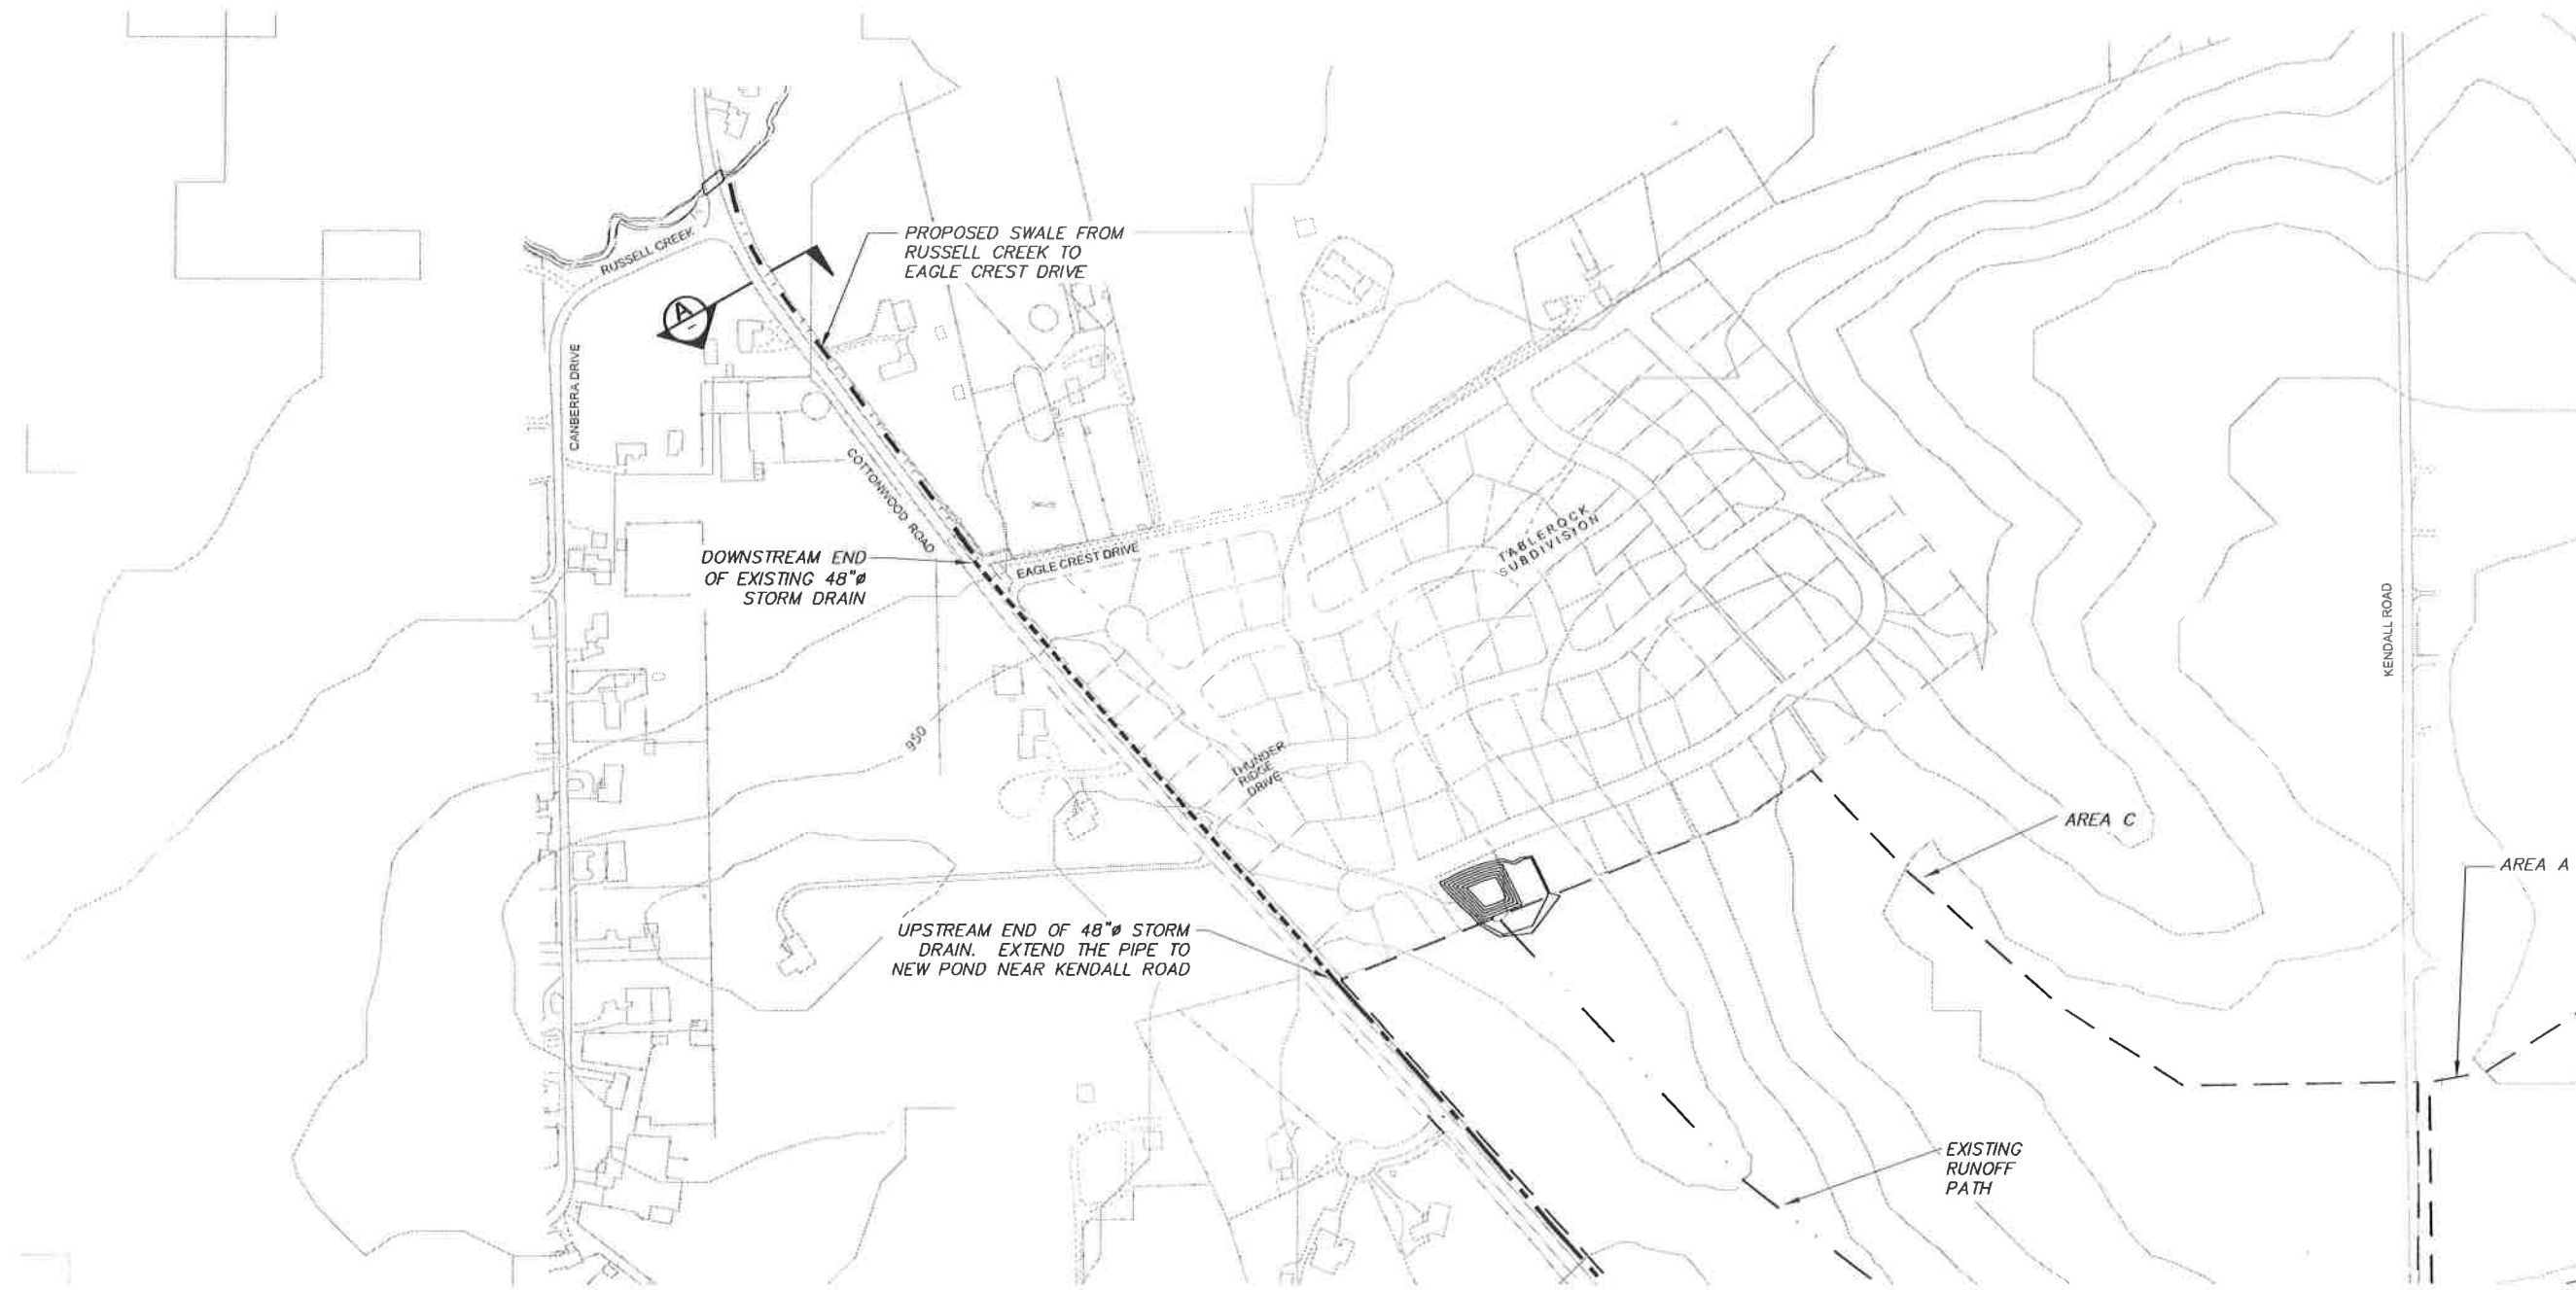 PROPOSED SWALE FROM
RUSSELL CREEK TO
EAGLE CREST DRIVE
RUSSELL CREEK
A
-
CANBERRA DRIVE
COTTONWOOD ROAD
DOWNSTREAM END
OF EXISTING 48"ø
STORM DRAIN
EAGLE CREST DRIVE
TABLEROCK
SUBDIVISION
KENDALL ROAD
950
THUNDER
RIDGE
DRIVE
AREA C
AREA A
UPSTREAM END OF 48"ø STORM
DRAIN. EXTEND THE PIPE TO
NEW POND NEAR KENDALL ROAD
EXISTING
RUNOFF
PATH